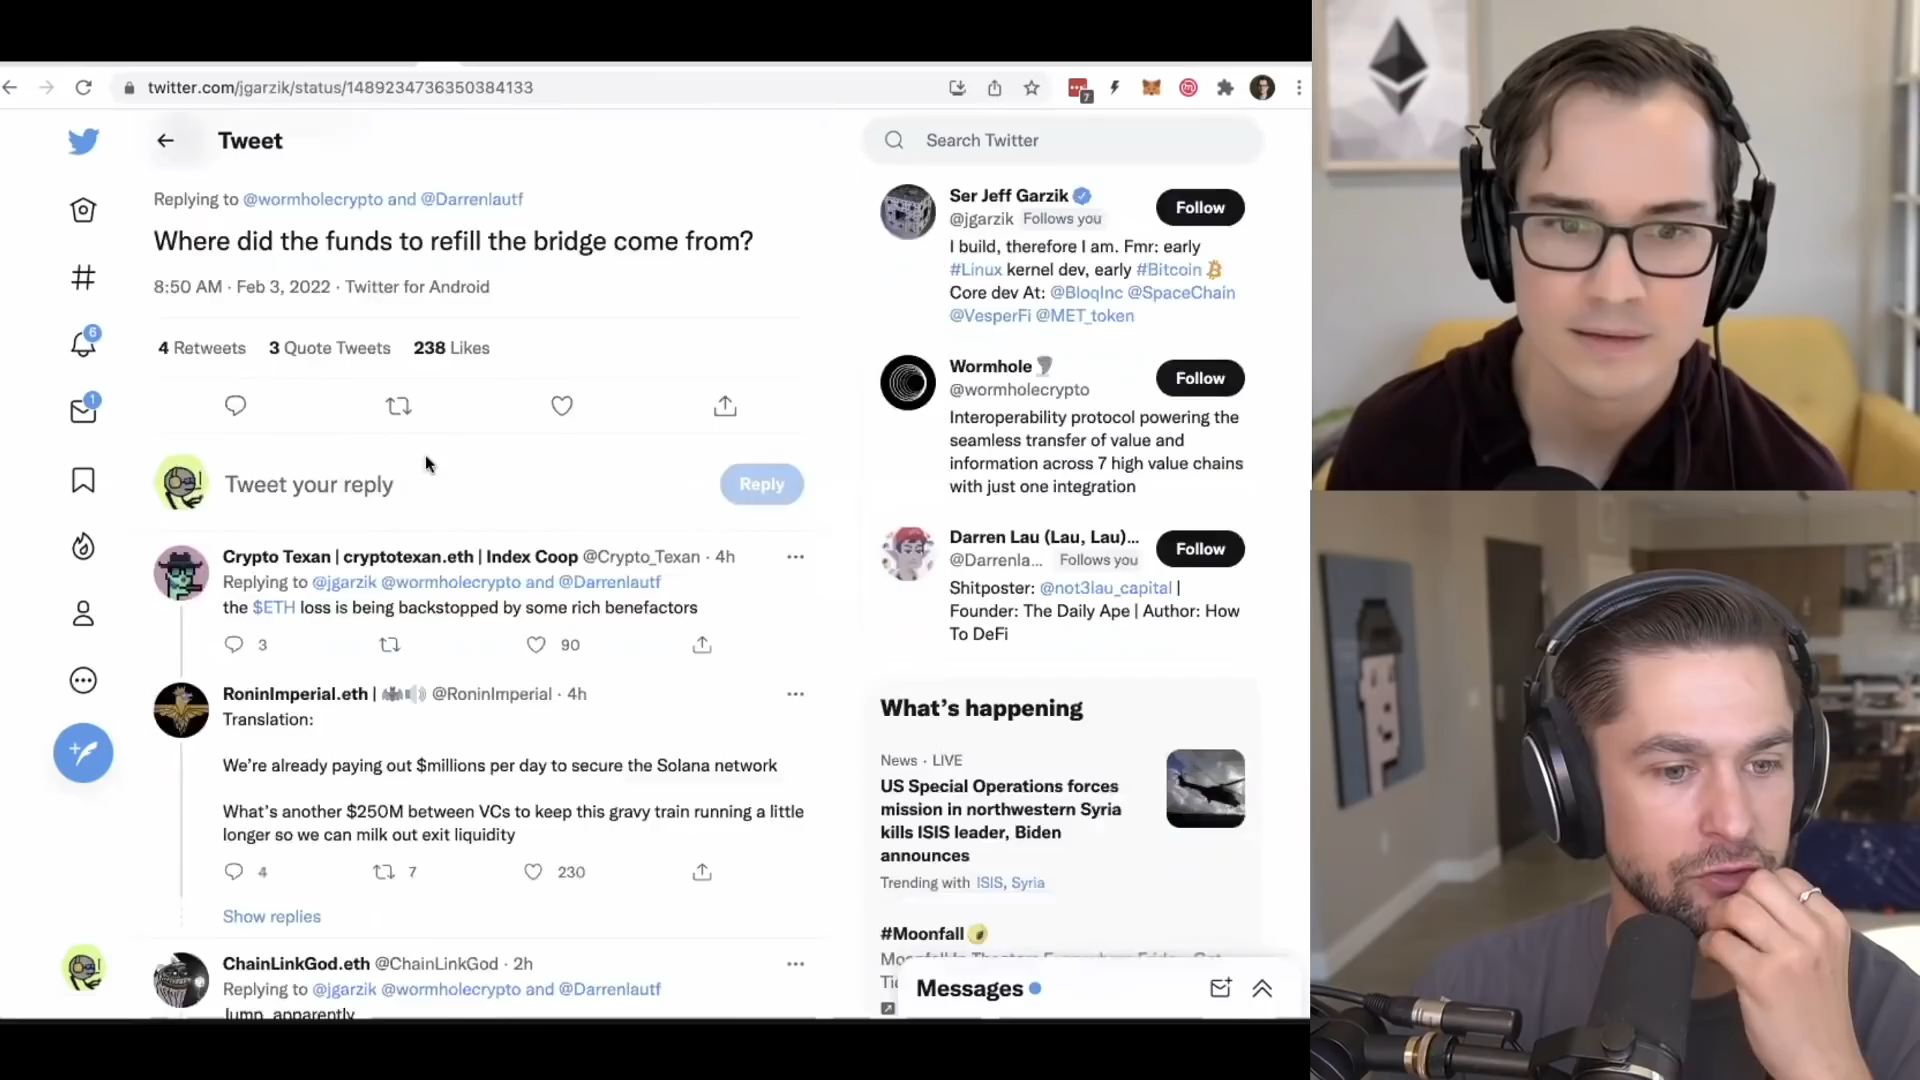 twitter.com/jgarzik/status/1489234736350384133
7
Tweet
Search Twitter
Replying to @wormholecrypto and @Darrenlautf
Where did the funds to refill the bridge come from?
8:50 AM · Feb 3, 2022 · Twitter for Android
4 Retweets 3 Quote Tweets 238 Likes
6
1
Tweet your reply
Reply
Crypto Texan | cryptotexan.eth | Index Coop @Crypto_Texan · 4h
Replying to @jgarzik @wormholecrypto and @Darrenlautf
the $ETH loss is being backstopped by some rich benefactors
3 90
RoninImperial.eth | @RoninImperial · 4h
Translation:
We're already paying out $millions per day to secure the Solana network
What's another $250M between VCs to keep this gravy train running a little
longer so we can milk out exit liquidity
4 7 230
Show replies
ChainLinkGod.eth @ChainLinkGod · 2h
Replying to @jgarzik @wormholecrypto and @Darrenlautf
Jump, apparently
Ser Jeff Garzik
@jgarzik Follows you
Follow
I build, therefore I am. Fmr: early
#Linux kernel dev, early #Bitcoin
Core dev At: @BloqInc @SpaceChain
@VesperFi @MET_token
Wormhole
@wormholecrypto
Follow
Interoperability protocol powering the
seamless transfer of value and
information across 7 high value chains
with just one integration
Darren Lau (Lau, Lau)...
@Darrenla... Follows you
Follow
Shitposter: @not3lau_capital |
Founder: The Daily Ape | Author: How
To DeFi
What's happening
News · LIVE
US Special Operations forces
mission in northwestern Syria
kills ISIS leader, Biden
announces
Trending with ISIS, Syria
#Moonfall
Messages